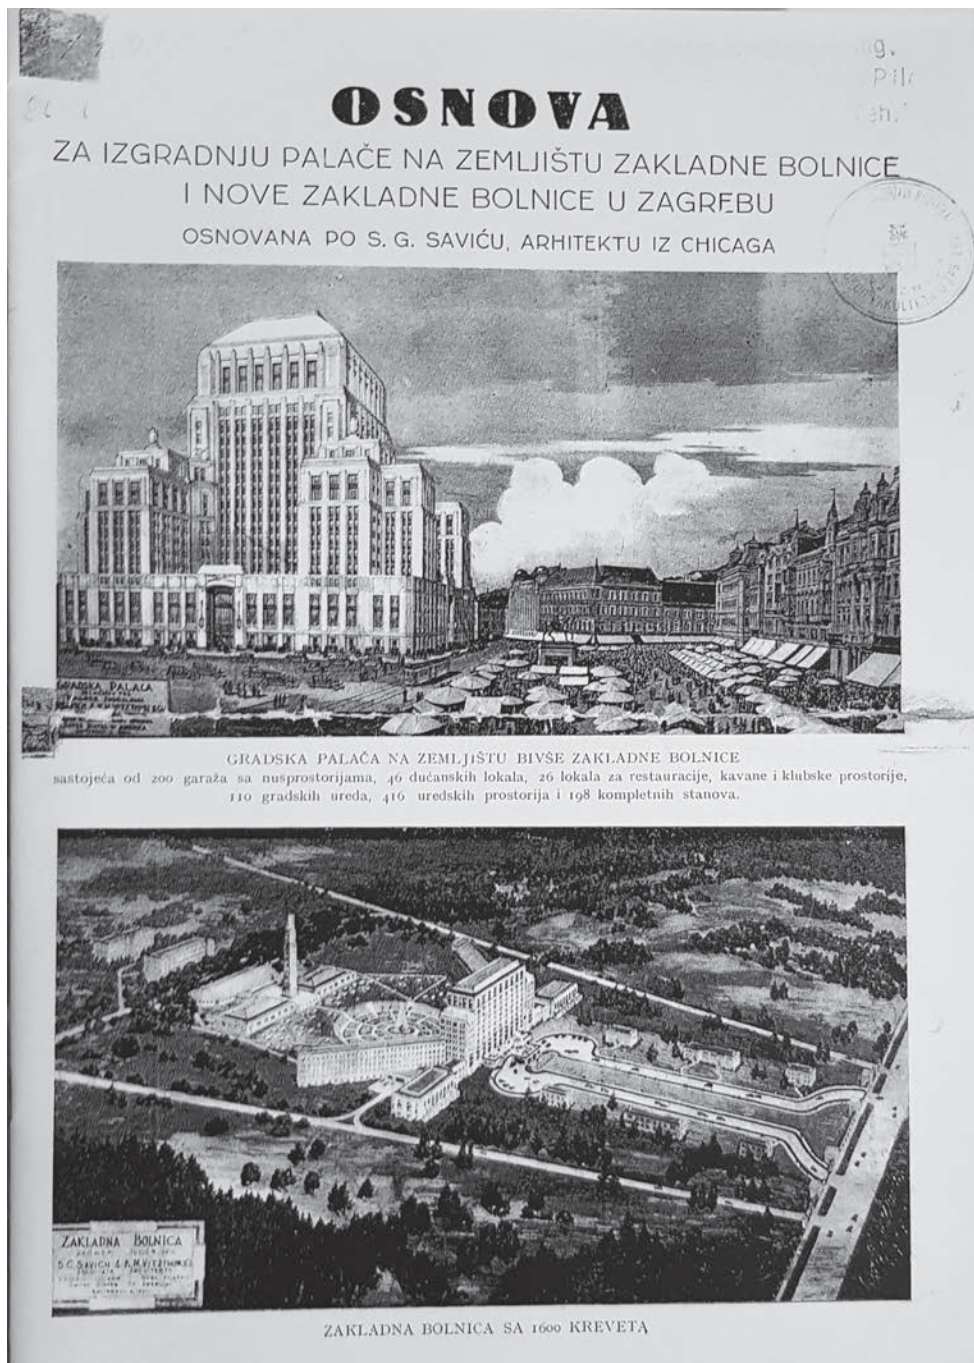 OSNOVA
ZA IZGRADNJU PALAČE NA ZEMLJIŠTU ZAKLADNE BOLNICE
I NOVE ZAKLADNE BOLNICE U ZAGREBU
OSNOVANA PO S. G. SAVIĆU, ARHITEKTU IZ CHICAGA
GRADSKA PALAČA
GRADSKA PALAČA NA ZEMLJIŠTU BIVŠE ZAKLADNE BOLNICE
sastojeća od 200 garaža sa nusprostorijama, 46 dućanskih lokala, 26 lokala za restauracije, kavane i klubske prostorije,
110 gradskih ureda, 416 uredskih prostorija i 198 kompletnih stanova.
ZAKLADNA BOLNICA
S.G. SAVICH & K.M. VITZTHUM
ZAKLADNA BOLNICA SA 1600 KREVETA